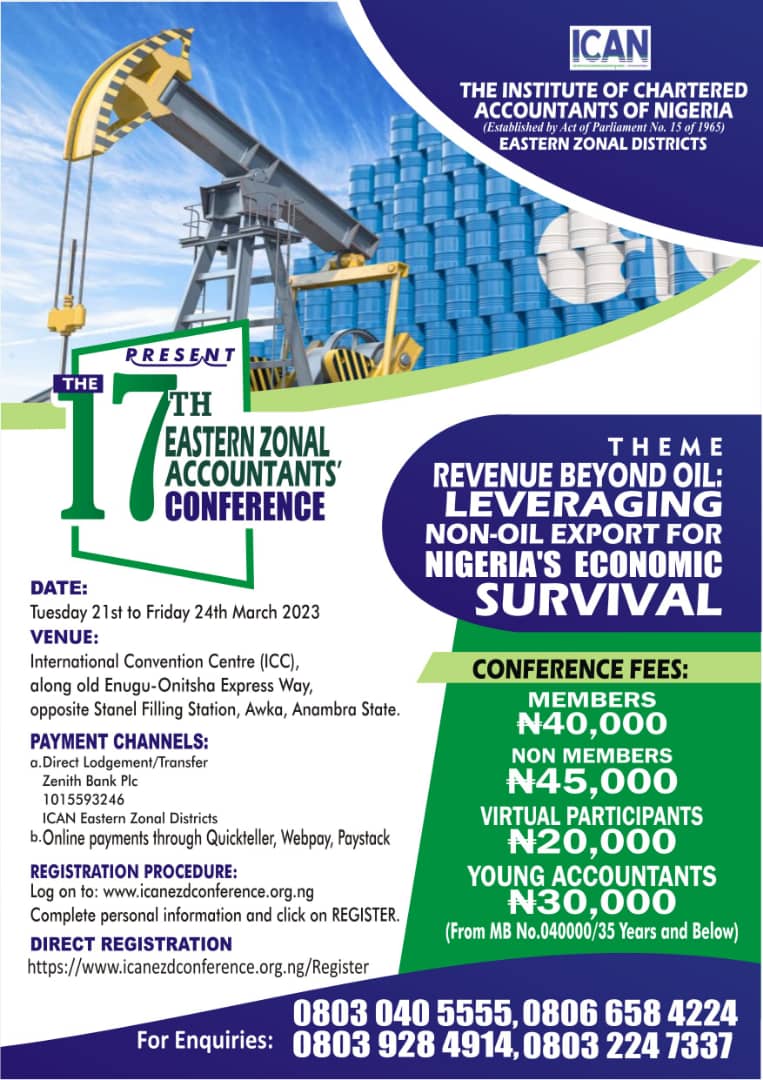 ICAN
THE INSTITUTE OF CHARTERED
ACCOUNTANTS OF NIGERIA
(Established by Act of Parliament No. 15 of 1965)
EASTERN ZONAL DISTRICTS
PRESENT
THE
17TH
EASTERN ZONAL
ACCOUNTANTS'
CONFERENCE
THEME
REVENUE BEYOND OIL:
LEVERAGING
NON-OIL EXPORT FOR
NIGERIA'S ECONOMIC
SURVIVAL
DATE:
Tuesday 21st to Friday 24th March 2023
VENUE:
International Convention Centre (ICC),
along old Enugu-Onitsha Express Way,
opposite Stanel Filling Station, Awka, Anambra State.
PAYMENT CHANNELS:
a.Direct Lodgement/Transfer
Zenith Bank Plc
1015593246
ICAN Eastern Zonal Districts
b.Online payments through Quickteller, Webpay, Paystack
REGISTRATION PROCEDURE:
Log on to: www.icanezdconference.org.ng
Complete personal information and click on REGISTER.
DIRECT REGISTRATION
https://www.icanezdconference.org.ng/Register
CONFERENCE FEES:
MEMBERS
₦40,000
NON MEMBERS
₦45,000
VIRTUAL PARTICIPANTS
₦20,000
YOUNG ACCOUNTANTS
₦30,000
(From MB No.040000/35 Years and Below)
For Enquiries:
0803 040 5555, 0806 658 4224
0803 928 4914, 0803 224 7337